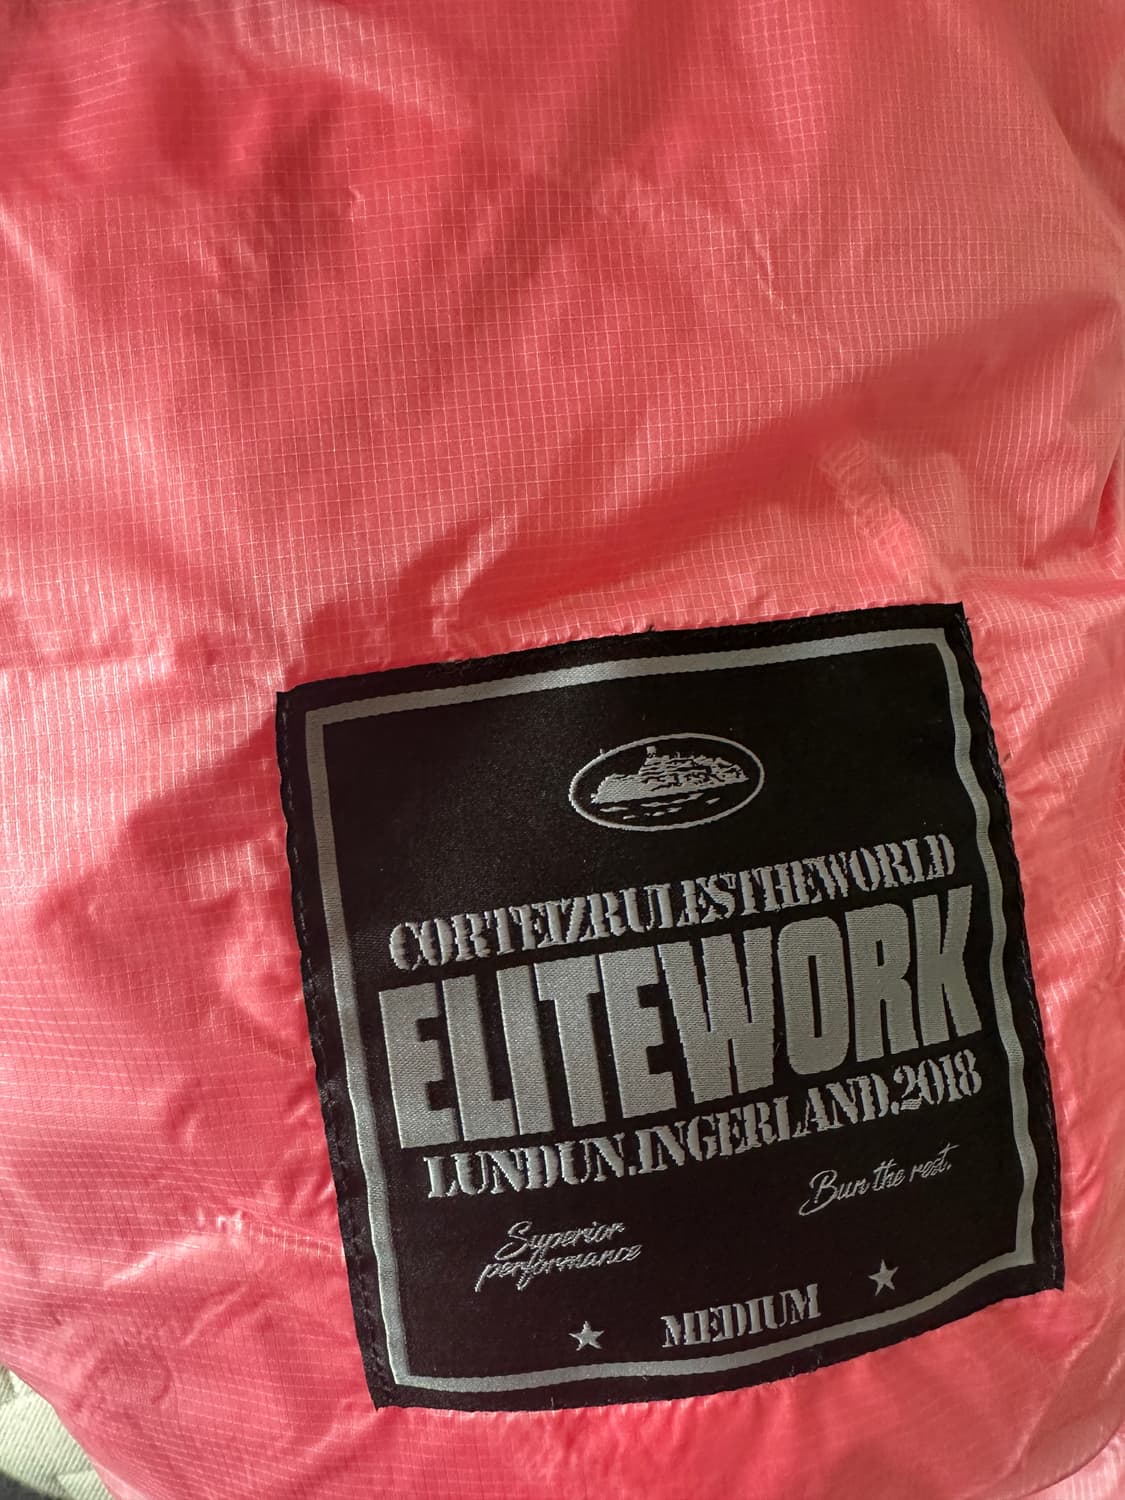 CORTEIZRULESTHEWORLD
ELITEWORK
LUNDUN.INGERLAND.2018
Bun the rest.
Superior
performance
MEDIUM